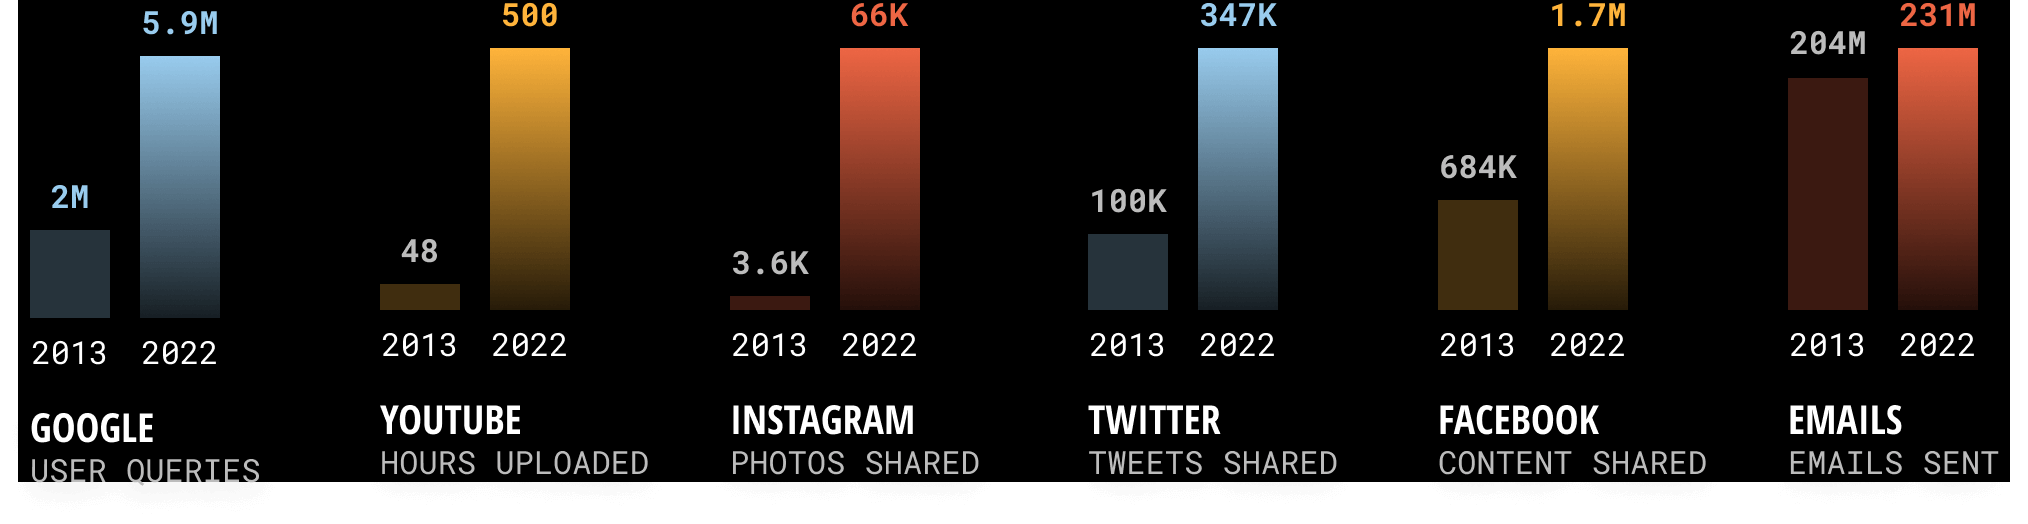 5.9M
2M
2013 2022
GOOGLE
USER QUERIES
500
48
2013 2022
YOUTUBE
HOURS UPLOADED
66K
3.6K
2013 2022
INSTAGRAM
PHOTOS SHARED
347K
100K
2013 2022
TWITTER
TWEETS SHARED
1.7M
684K
2013 2022
FACEBOOK
CONTENT SHARED
231M
204M
2013 2022
EMAILS
EMAILS SENT